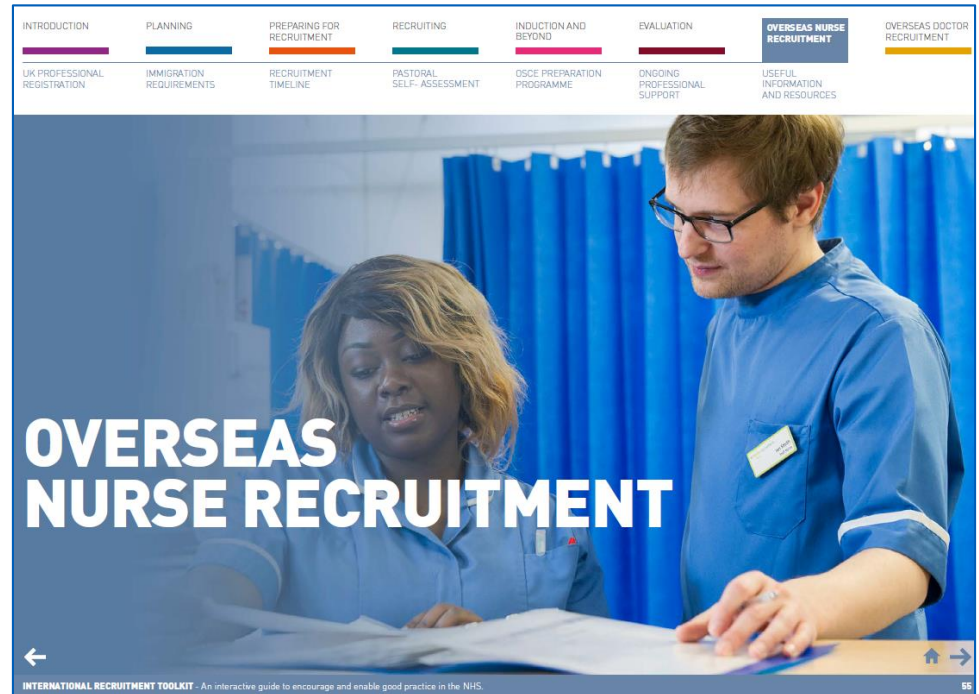 INTRODUCTION
PLANNING
PREPARING FOR
RECRUITMENT
RECRUITING
INDUCTION AND
BEYOND
EVALUATION
OVERSEAS NURSE
RECRUITMENT
OVERSEAS DOCTOR
RECRUITMENT
UK PROFESSIONAL
REGISTRATION
IMMIGRATION
REQUIREMENTS
RECRUITMENT
TIMELINE
PASTORAL
SELF- ASSESSMENT
OSCE PREPARATION
PROGRAMME
ONGOING
PROFESSIONAL
SUPPORT
USEFUL
INFORMATION
AND RESOURCES
OVERSEAS
NURSE RECRUITMENT
INTERNATIONAL RECRUITMENT TOOLKIT - An interactive guide to encourage and enable good practice in the NHS.
55